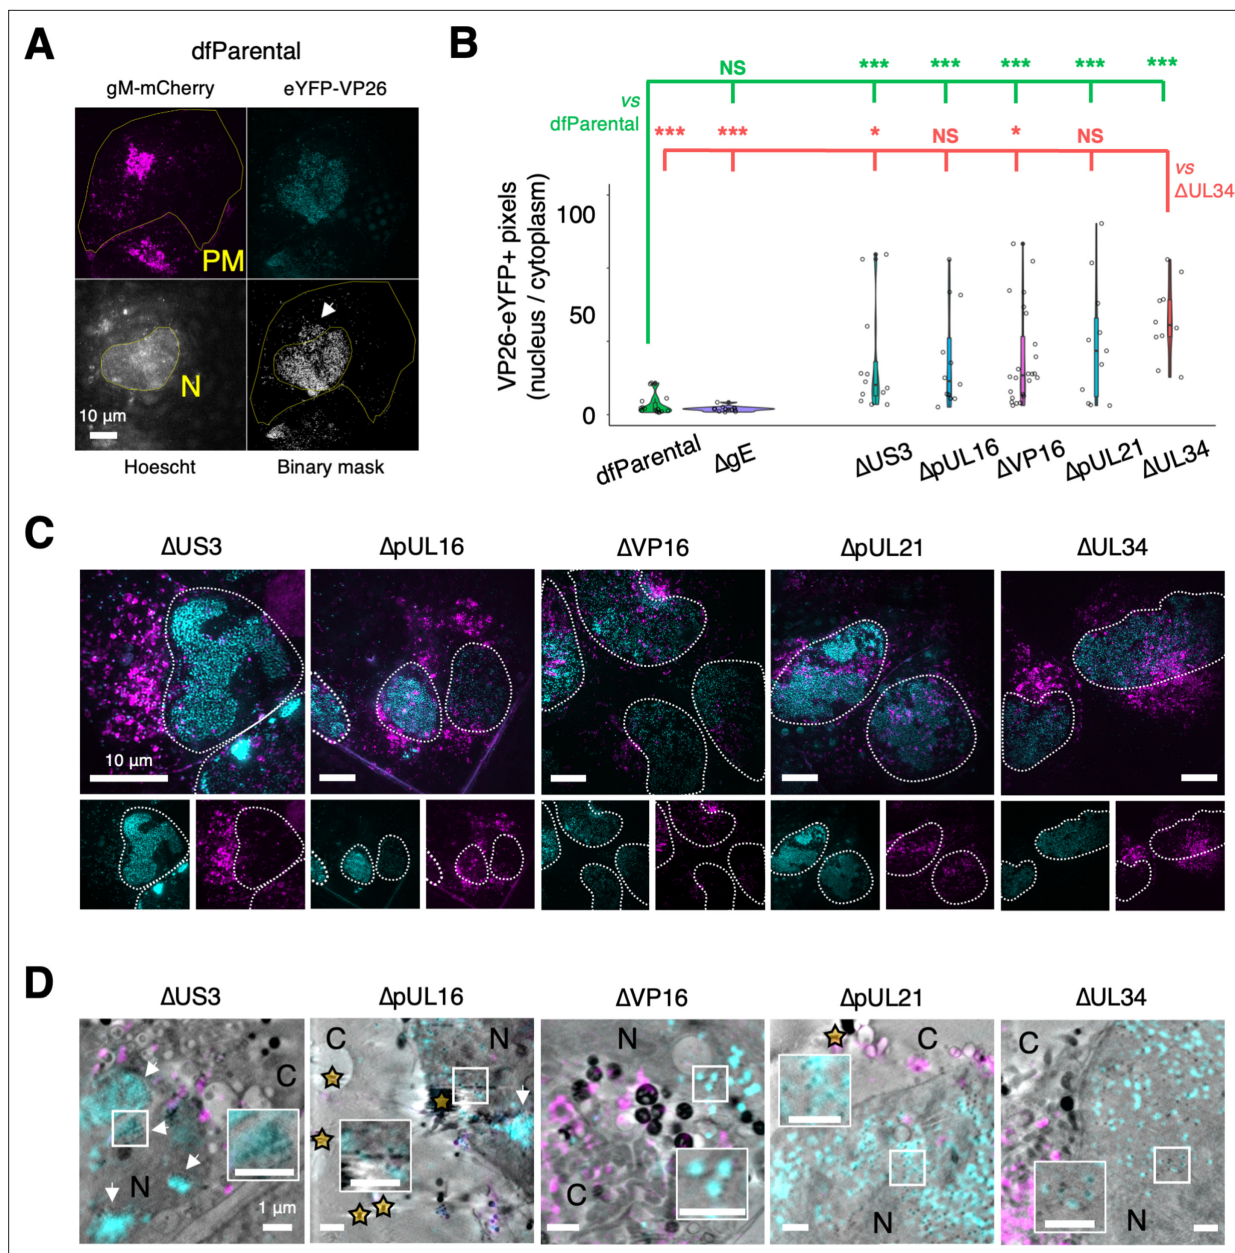 A
dfParental
gM-mCherry
eYFP-VP26
PM
N
10 µm
Hoescht
Binary mask
B
NS
***
***
***
***
***
vs
dfParental
***
***
*
NS
*
NS
vs
ΔUL34
VP26-eYFP+ pixels
(nucleus / cytoplasm)
100
50
0
dfParental
ΔgE
ΔUS3
ΔpUL16
ΔVP16
ΔpUL21
ΔUL34
C
ΔUS3
ΔpUL16
ΔVP16
ΔpUL21
ΔUL34
10 µm
D
ΔUS3
ΔpUL16
ΔVP16
ΔpUL21
ΔUL34
C
N
1 µm
C
N
N
C
C
N
C
N